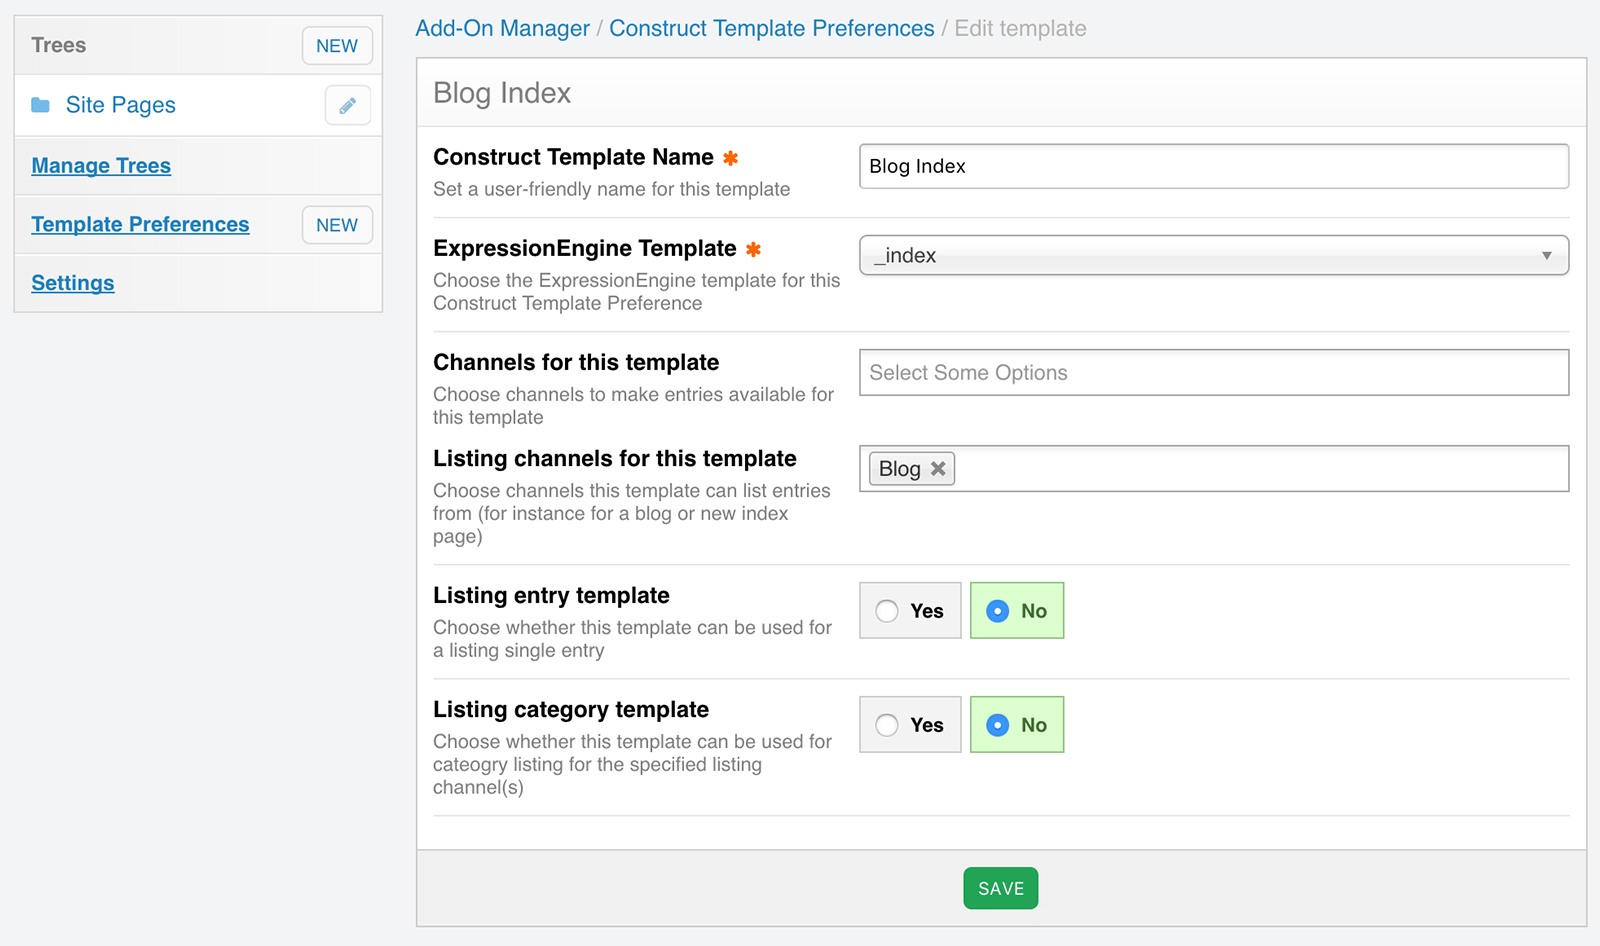 Trees
NEW
Site Pages
Manage Trees
Template Preferences
NEW
Settings
Add-On Manager / Construct Template Preferences / Edit template
Blog Index
Construct Template Name ✱
Set a user-friendly name for this template
Blog Index
ExpressionEngine Template ✱
Choose the ExpressionEngine template for this
Construct Template Preference
_index
Channels for this template
Choose channels to make entries available for
this template
Select Some Options
Listing channels for this template
Choose channels this template can list entries
from (for instance for a blog or new index
page)
Blog
Listing entry template
Choose whether this template can be used for
a listing single entry
Yes
No
Listing category template
Choose whether this template can be used for
cateogry listing for the specified listing
channel(s)
Yes
No
SAVE